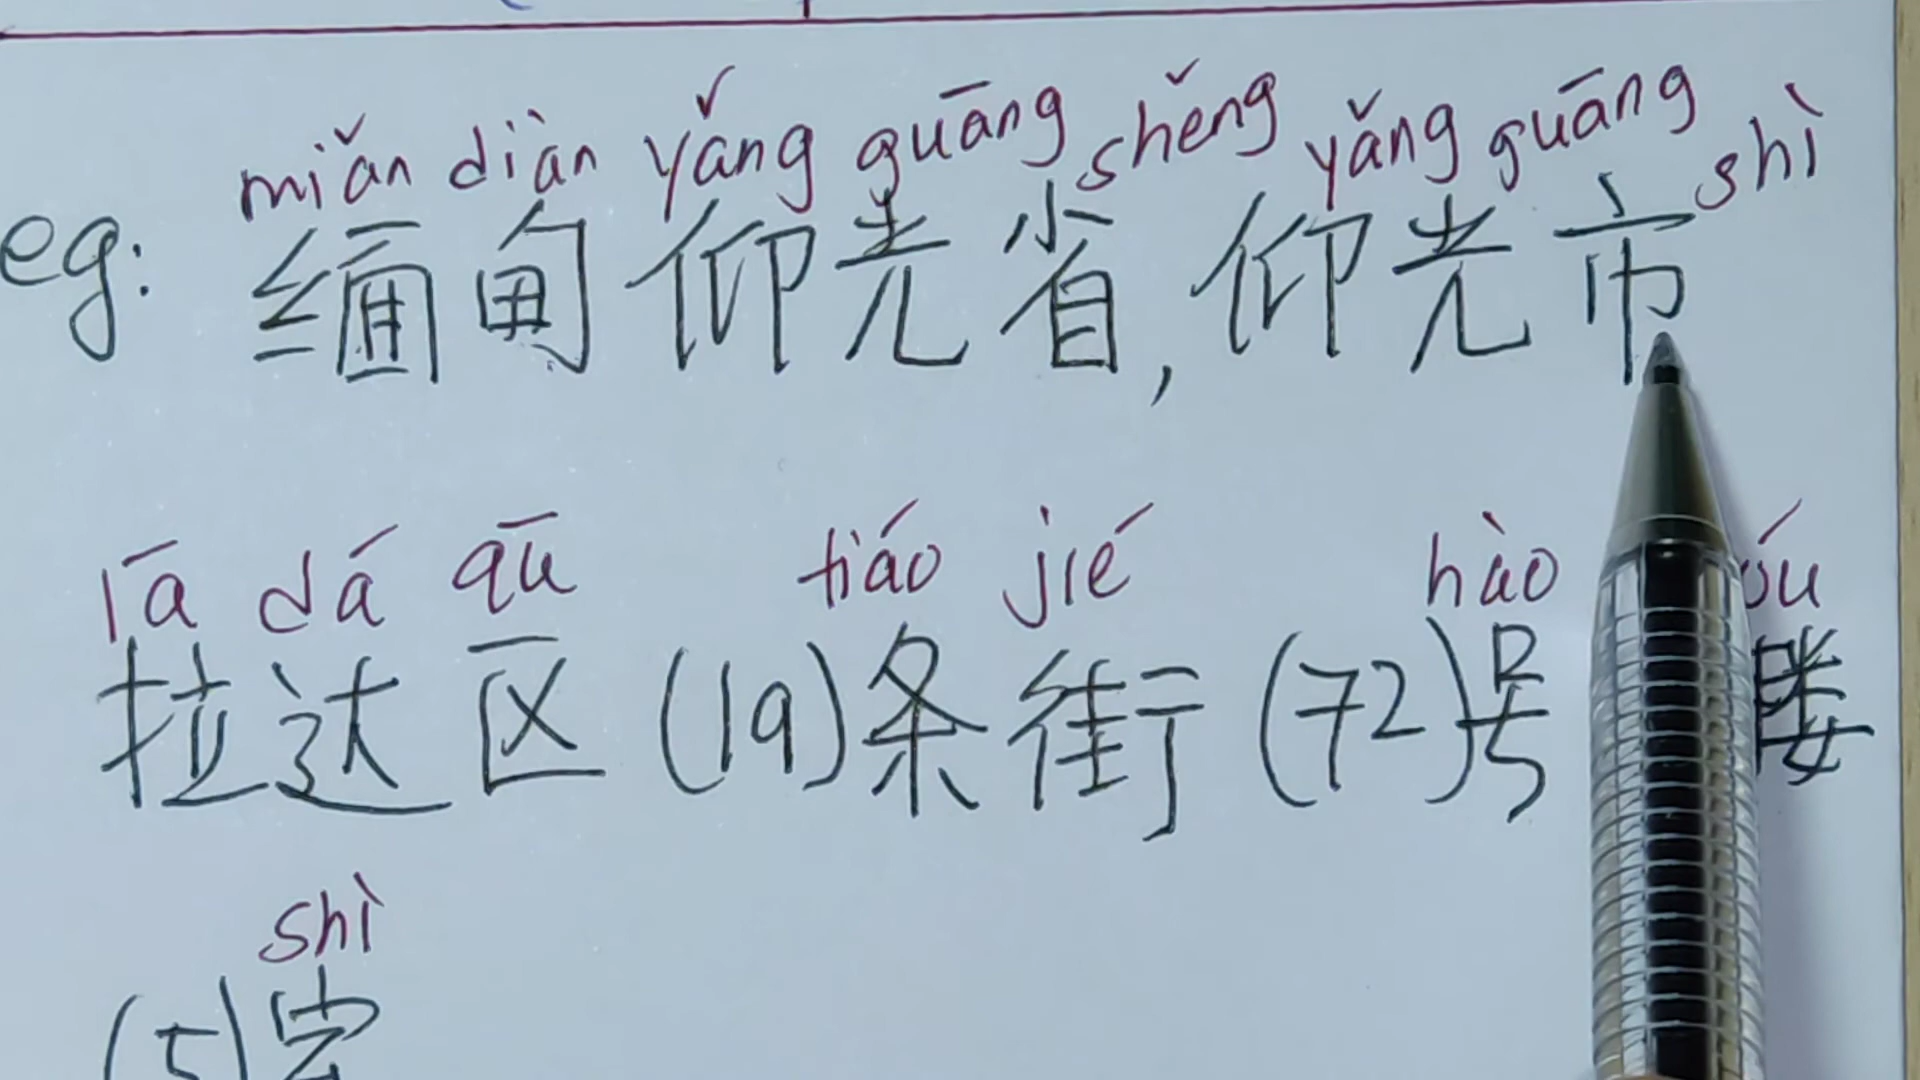 miǎn diàn yǎng guāng shěng yǎng guāng shì
eg: 缅甸仰光省,仰光市
lā dá qū tiáo jié hào
拉达区(19)条街(72)号 楼
shì
(5)室